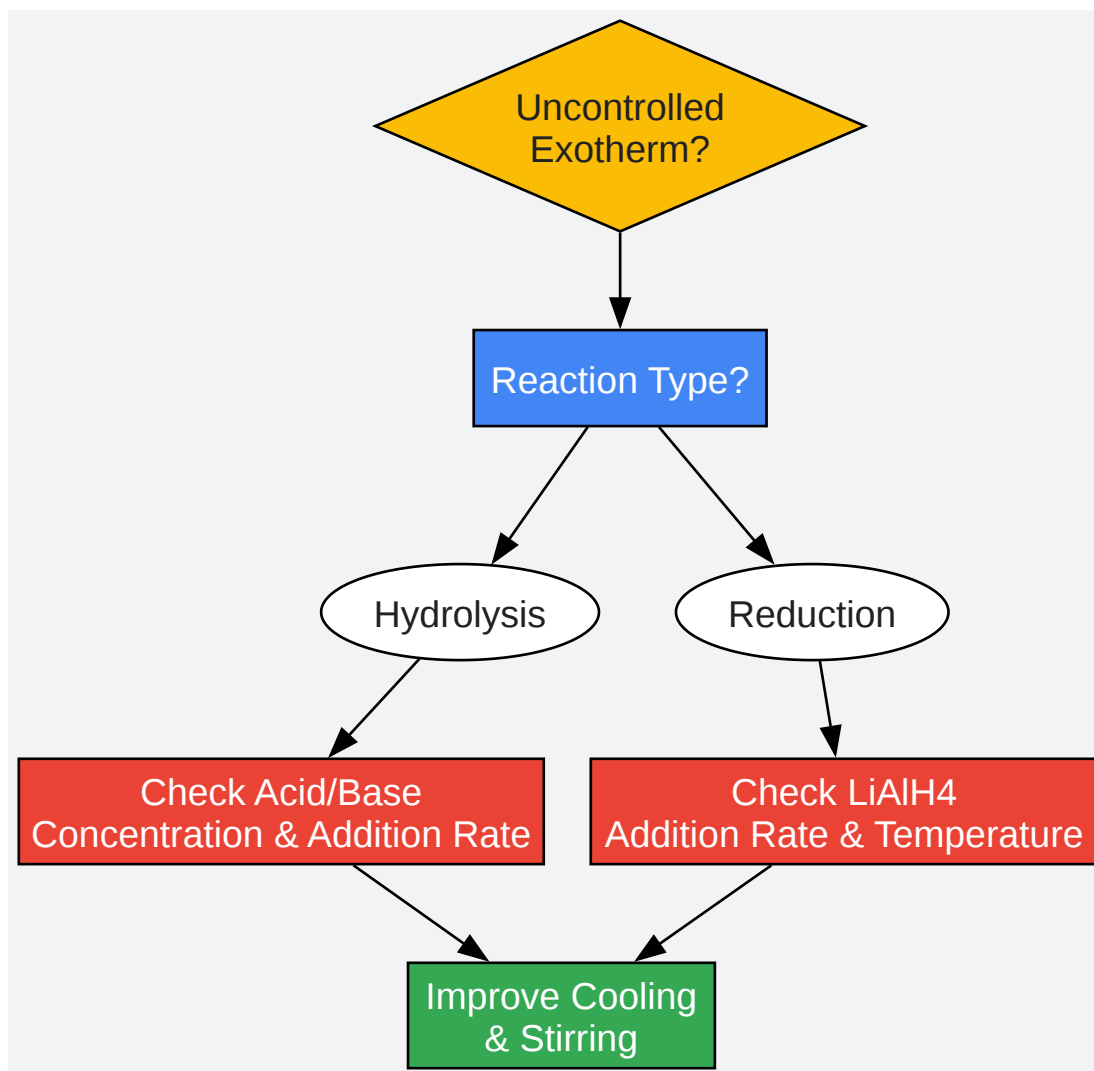 Uncontrolled
Exotherm?
Reaction Type?
Hydrolysis
Reduction
Check Acid/Base
Concentration & Addition Rate
Check LiAlH4
Addition Rate & Temperature
Improve Cooling
& Stirring